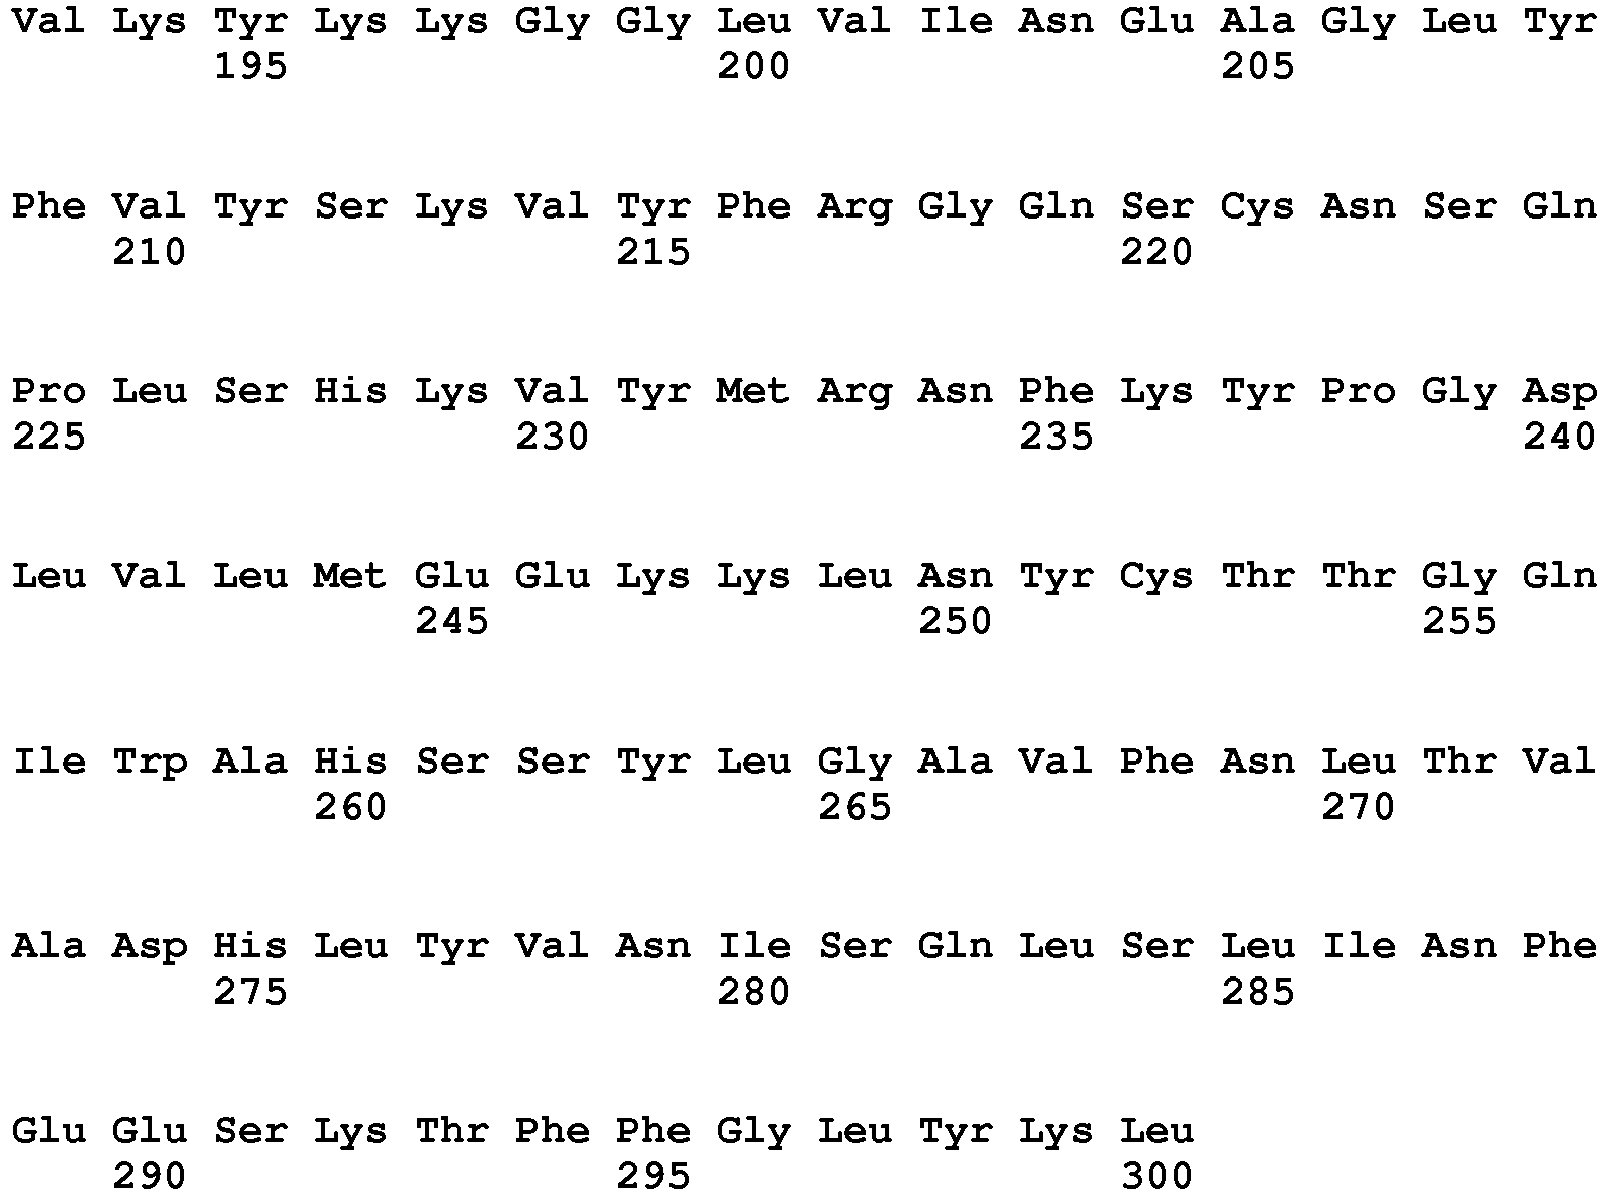 Val Lys Tyr Lys Lys Gly Gly Leu Val Ile Asn Glu Ala Gly Leu Tyr
195 200 205
Phe Val Tyr Ser Lys Val Tyr Phe Arg Gly Gln Ser Cys Asn Ser Gln
210 215 220
Pro Leu Ser His Lys Val Tyr Met Arg Asn Phe Lys Tyr Pro Gly Asp
225 230 235 240
Leu Val Leu Met Glu Glu Lys Lys Leu Asn Tyr Cys Thr Thr Gly Gln
245 250 255
Ile Trp Ala His Ser Ser Tyr Leu Gly Ala Val Phe Asn Leu Thr Val
260 265 270
Ala Asp His Leu Tyr Val Asn Ile Ser Gln Leu Ser Leu Ile Asn Phe
275 280 285
Glu Glu Ser Lys Thr Phe Phe Gly Leu Tyr Lys Leu
290 295 300